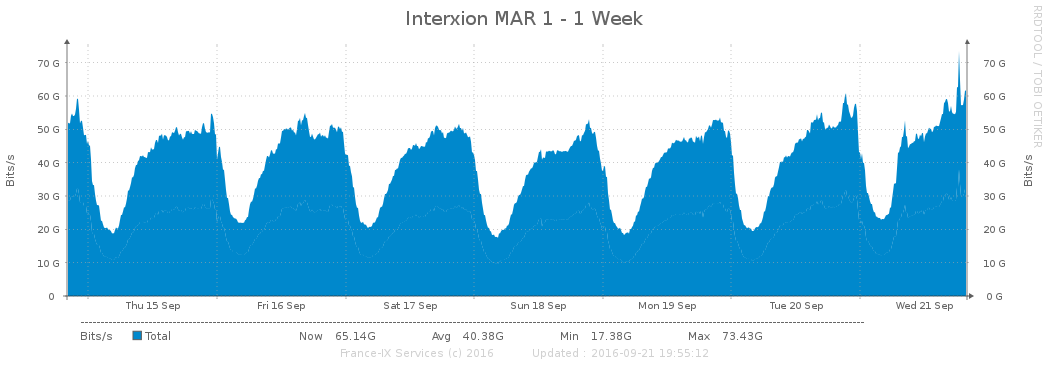 Interxion MAR 1 - 1 Week
RRDTOOL / TOBI OETIKER
Bits/s
Bits/s
70 G 70 G
60 G 60 G
50 G 50 G
40 G 40 G
30 G 30 G
20 G 20 G
10 G 10 G
0 0 G
Thu 15 Sep Fri 16 Sep Sat 17 Sep Sun 18 Sep Mon 19 Sep Tue 20 Sep Wed 21 Sep
Bits/s Total Now 65.14G Avg 40.38G Min 17.38G Max 73.43G
France-IX Services (c) 2016 Updated : 2016-09-21 19:55:12